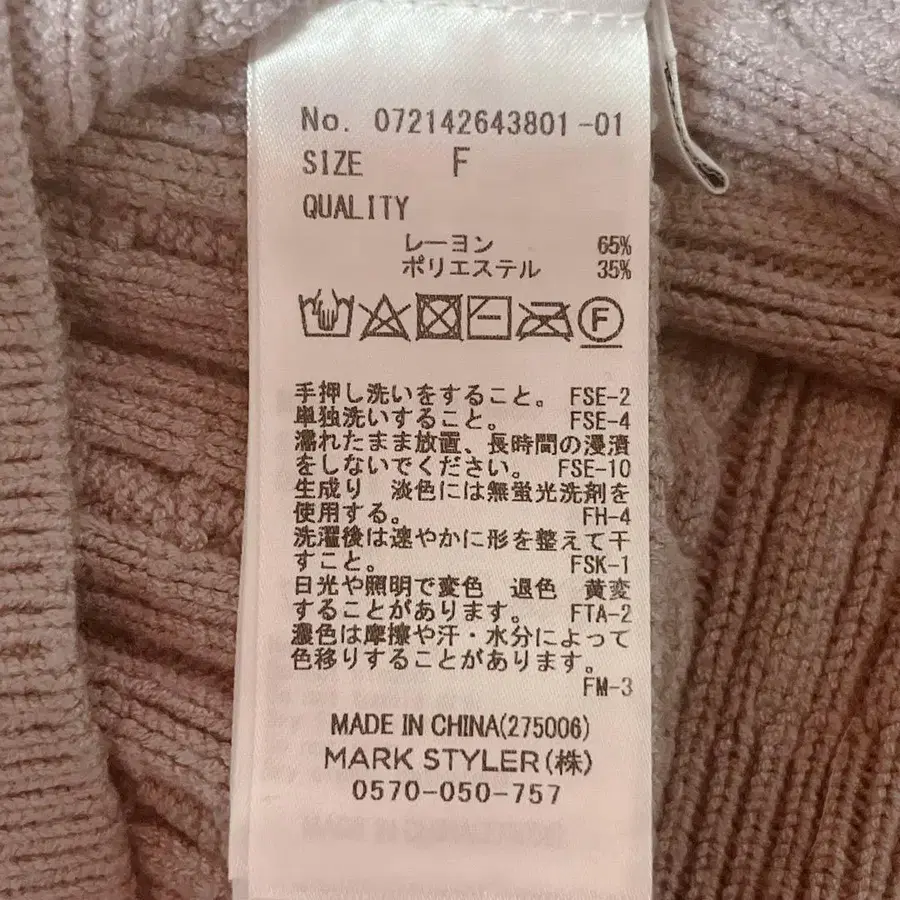 No. 072142643801-01
SIZE F
QUALITY
レーヨン 65%
ポリエステル 35%
F
手押し洗いをすること。 FSE-2
単独洗いすること。 FSE-4
濡れたまま放置、長時間の浸漬
をしないでください。 FSE-10
生成り 淡色には無蛍光洗剤を
使用する。 FH-4
洗濯後は速やかに形を整えて干
すこと。 FSK-1
日光や照明で変色 退色 黄変
することがあります。 FTA-2
濃色は摩擦や汗・水分によって
色移りすることがあります。
FM-3
MADE IN CHINA(275006)
MARK STYLER(株)
0570-050-757